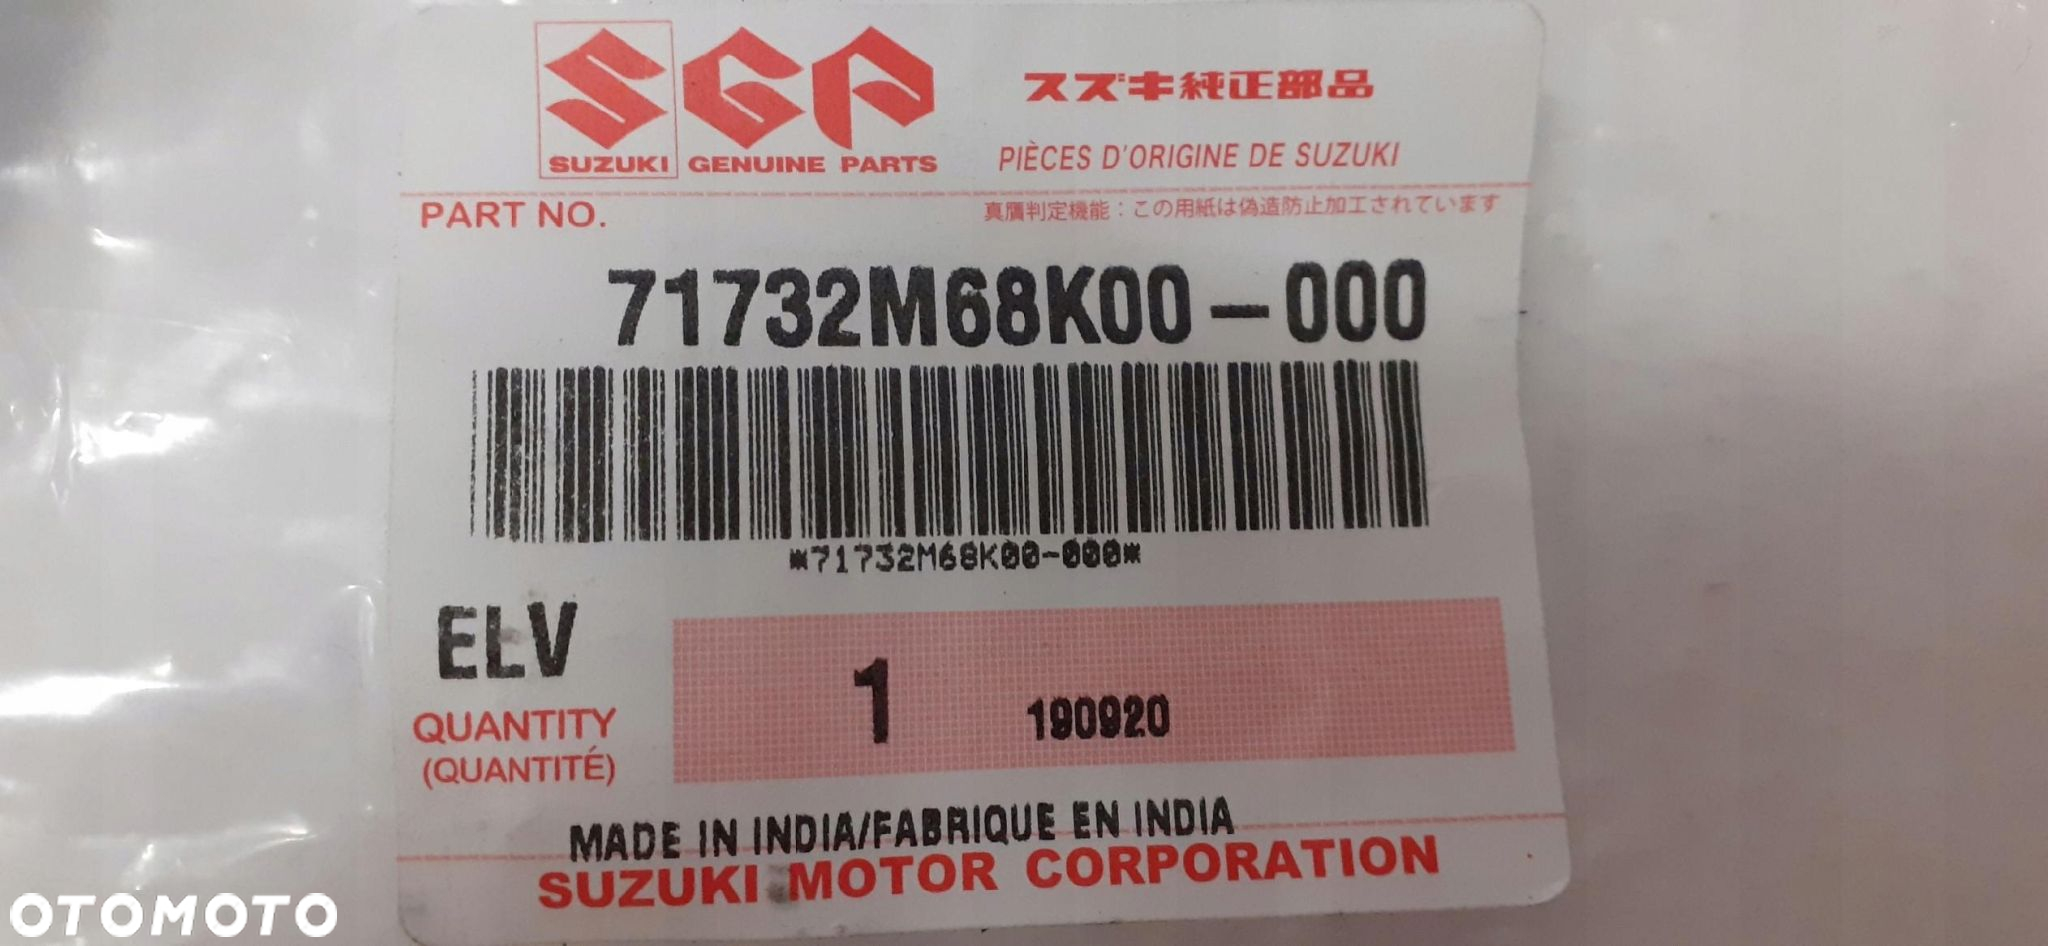 SGP
スズキ純正部品
SUZUKI GENUINE PARTS
PIÈCES D'ORIGINE DE SUZUKI
PART NO.
真贋判定機能：この用紙は偽造防止加工されています
71732M68K00-000
*71732M68K00-000*
ELV
QUANTITY
(QUANTITÉ)
1 190920
MADE IN INDIA/FABRIQUE EN INDIA
SUZUKI MOTOR CORPORATION
OTOMOTO